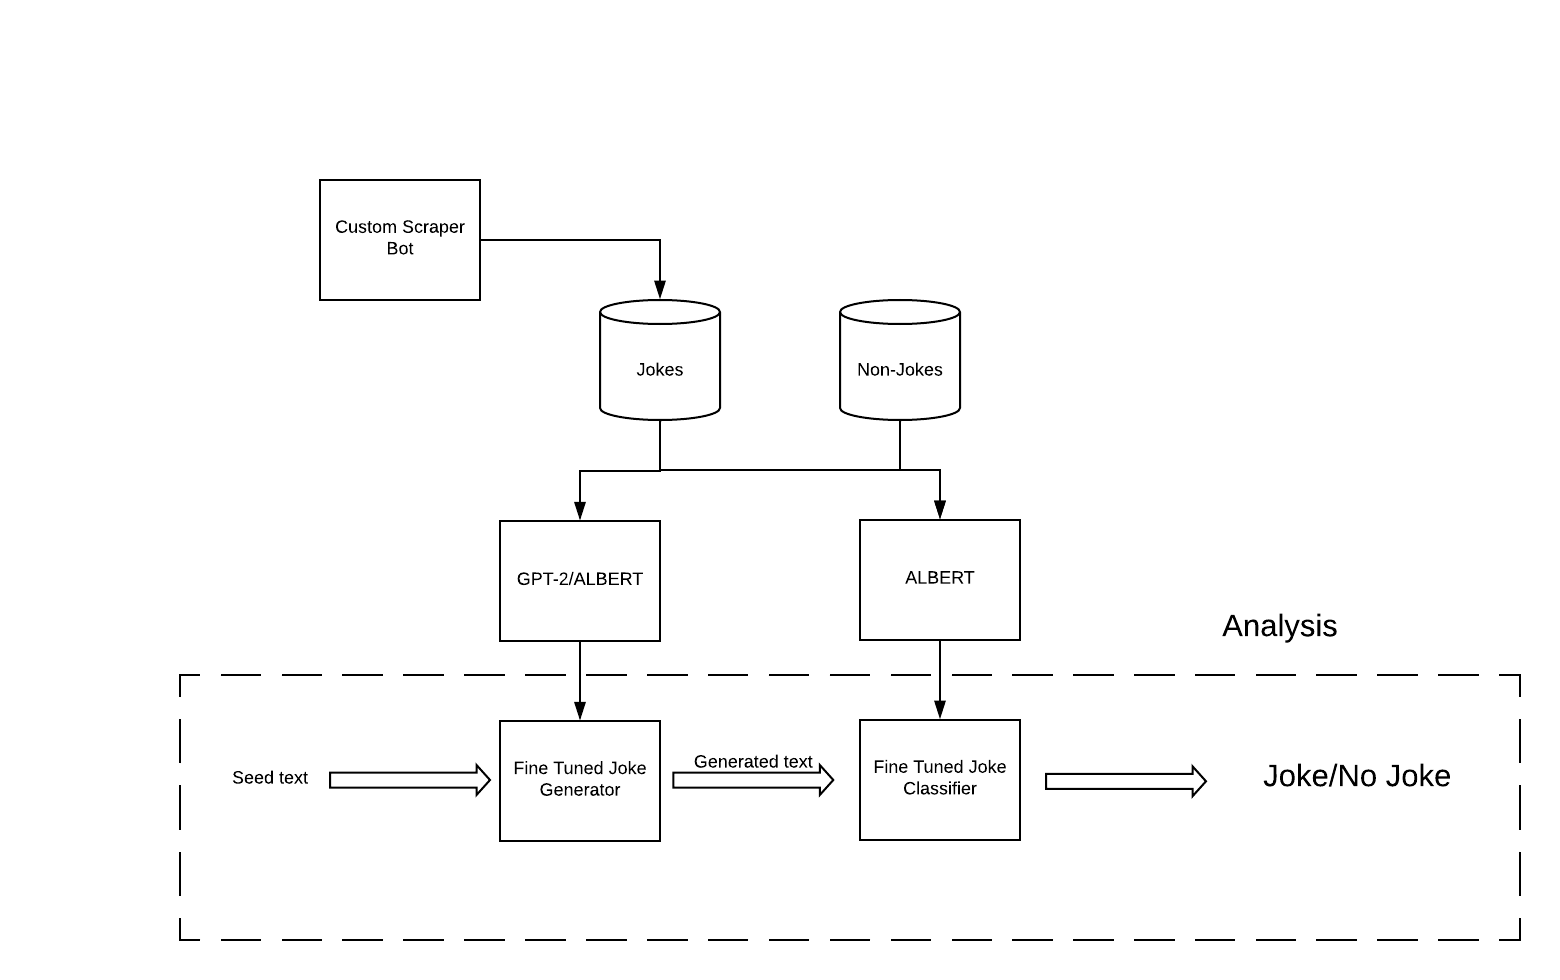 Custom Scraper
Bot
Jokes
Non-Jokes
GPT-2/ALBERT
ALBERT
Analysis
Seed text
Fine Tuned Joke
Generator
Generated text
Fine Tuned Joke
Classifier
Joke/No Joke